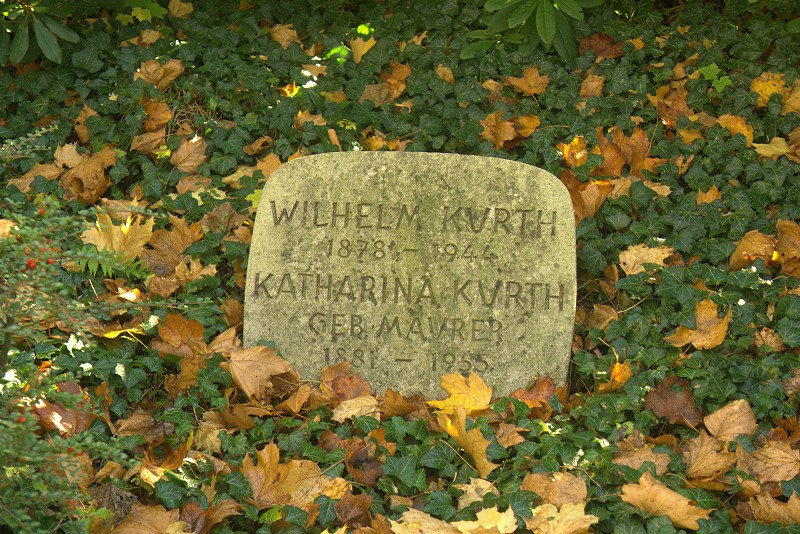 WILHELM KVRTH
1878 - 1944
KATHARINA KVRTH
GEB. MAVRER
1881 - 1955